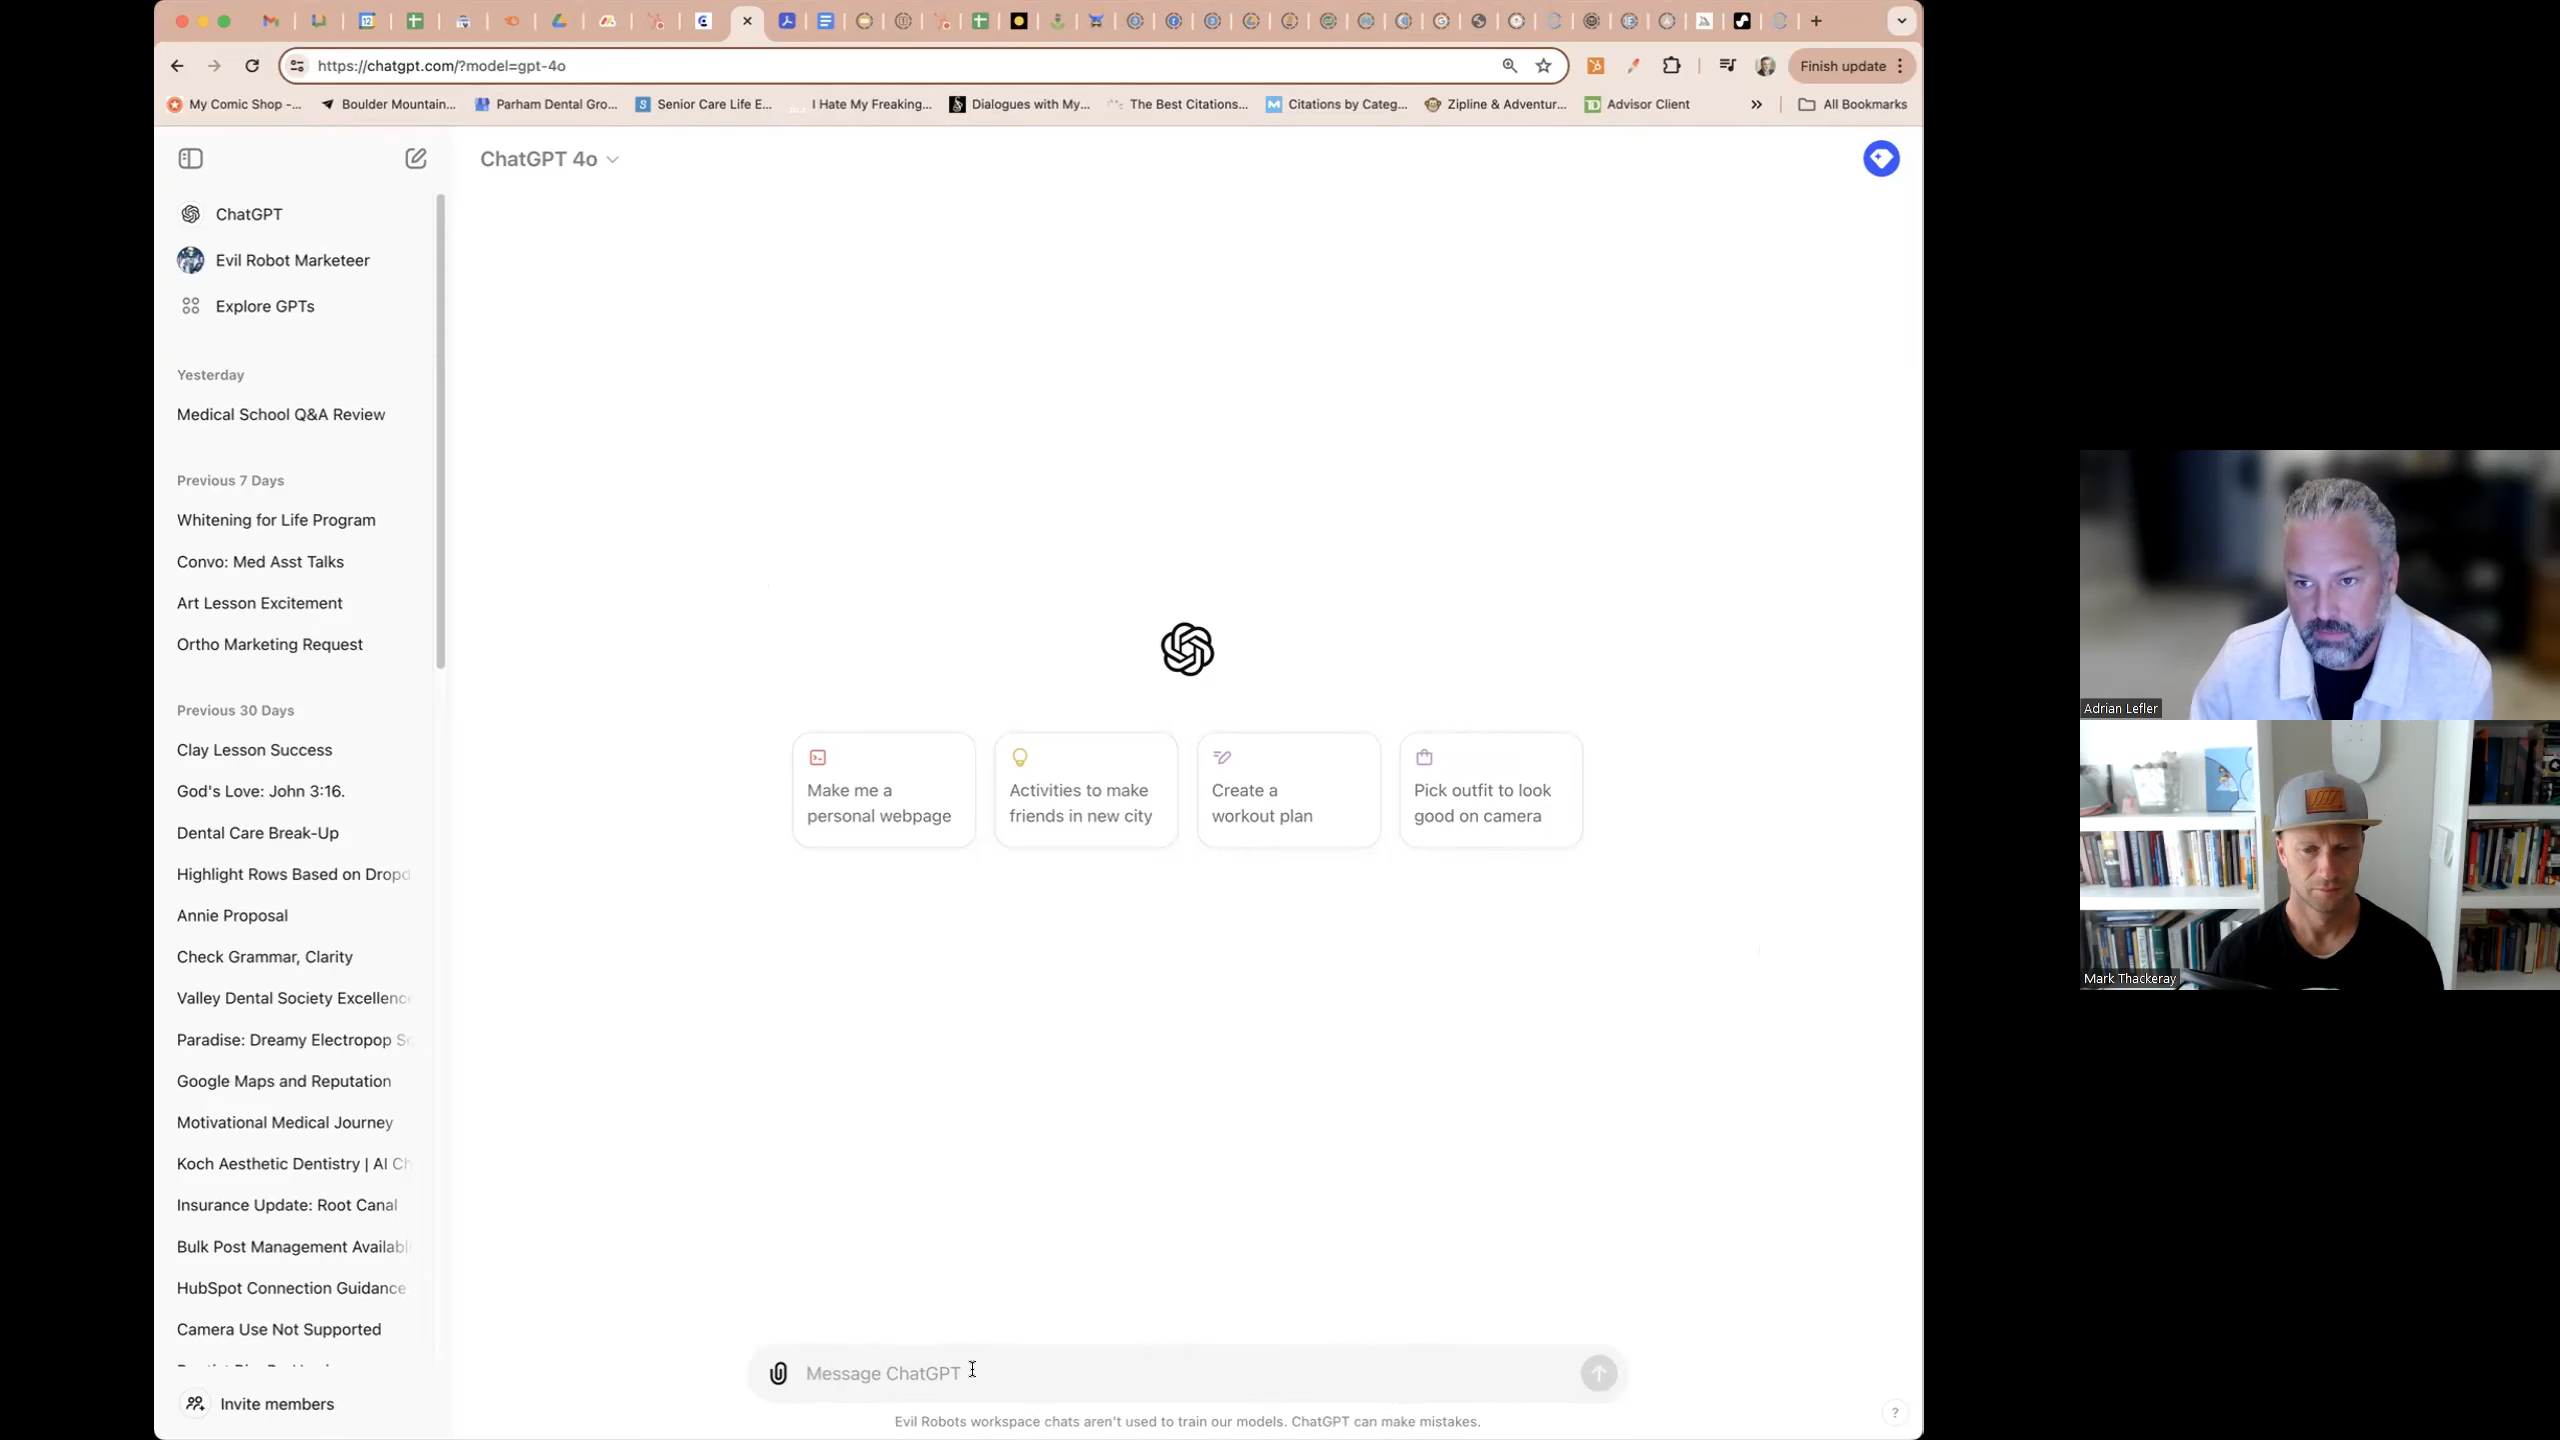 https://chatgpt.com/?model=gpt-4o
Finish update
My Comic Shop -...
Boulder Mountain...
Parham Dental Gro...
Senior Care Life E...
I Hate My Freaking...
Dialogues with My...
The Best Citations...
Citations by Categ...
Zipline & Adventur...
Advisor Client
All Bookmarks
ChatGPT 4o
ChatGPT
Evil Robot Marketeer
Explore GPTs
Yesterday
Medical School Q&A Review
Previous 7 Days
Whitening for Life Program
Convo: Med Asst Talks
Art Lesson Excitement
Ortho Marketing Request
Previous 30 Days
Clay Lesson Success
God's Love: John 3:16.
Dental Care Break-Up
Highlight Rows Based on Dropd
Annie Proposal
Check Grammar, Clarity
Valley Dental Society Excellence
Paradise: Dreamy Electropop
Google Maps and Reputation
Motivational Medical Journey
Koch Aesthetic Dentistry | AI Ch
Insurance Update: Root Canal
Bulk Post Management Availabl
HubSpot Connection Guidance
Camera Use Not Supported
Invite members
Make me a
personal webpage
Activities to make
friends in new city
Create a
workout plan
Pick outfit to look
good on camera
Message ChatGPT
Evil Robots workspace chats aren't used to train our models. ChatGPT can make mistakes.
?
Adrian Lefler
Mark Thackeray